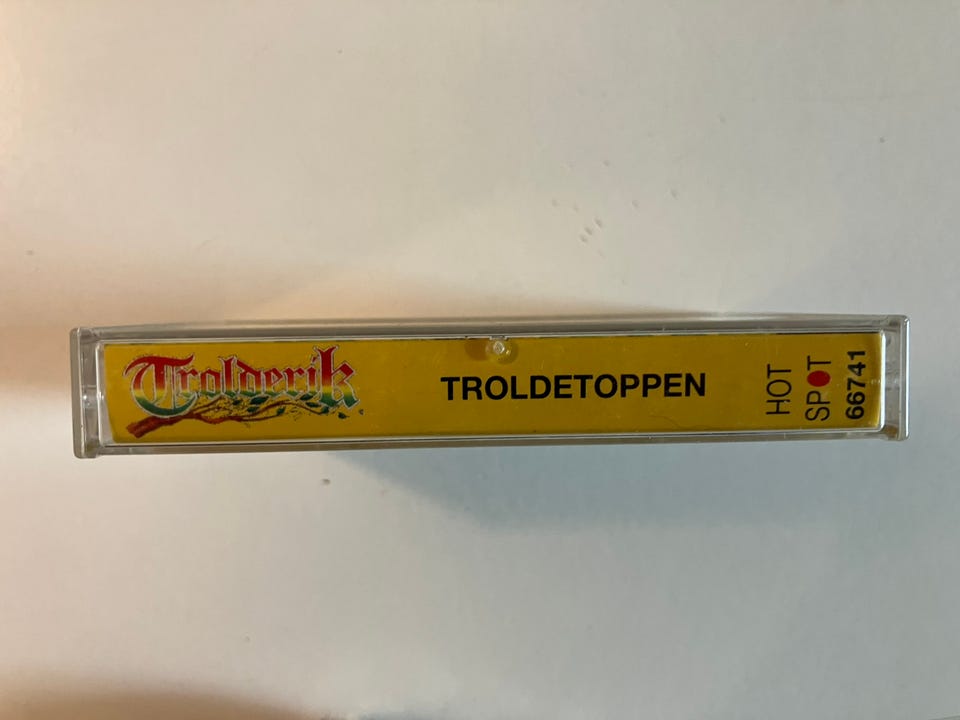 Trolderik
TROLDETOPPEN
HOT
SPOT
66741